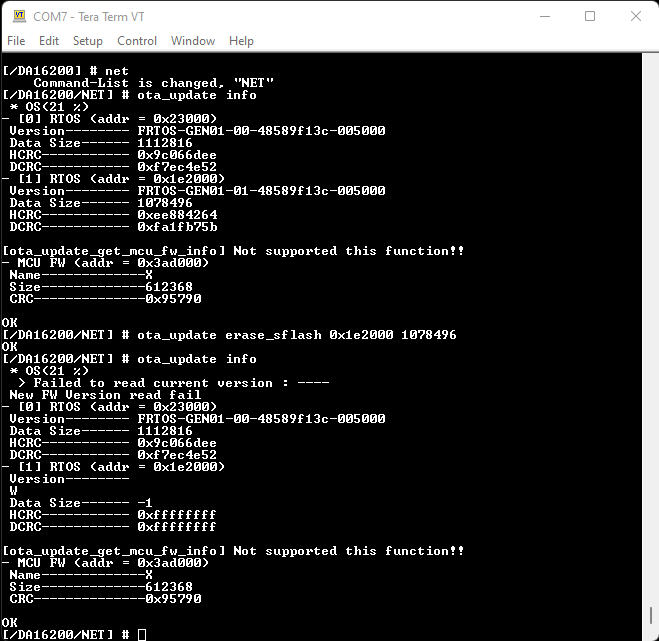 COM7 - Tera Term VT
File Edit Setup Control Window Help
[/DA16200] # net
Command-List is changed, "NET"
[/DA16200/NET] # ota_update info
* OS(21 %)
- [0] RTOS (addr = 0x23000)
Version-------- FRTOS-GEN01-00-48589f13c-005000
Data Size------ 1112816
HCRC----------- 0x9c066dee
DCRC----------- 0xf7ec4e52
- [1] RTOS (addr = 0x1e2000)
Version-------- FRTOS-GEN01-01-48589f13c-005000
Data Size------ 1078496
HCRC----------- 0xee884264
DCRC----------- 0xfa1fb75b
[ota_update_get_mcu_fw_info] Not supported this function!!
- MCU FW (addr = 0x3ad000)
Name-------------X
Size-------------612368
CRC--------------0x95790
OK
[/DA16200/NET] # ota_update erase_sflash 0x1e2000 1078496
OK
[/DA16200/NET] # ota_update info
* OS(21 %)
> Failed to read current version : ----
New FW Version read fail
- [0] RTOS (addr = 0x23000)
Version-------- FRTOS-GEN01-00-48589f13c-005000
Data Size------ 1112816
HCRC----------- 0x9c066dee
DCRC----------- 0xf7ec4e52
- [1] RTOS (addr = 0x1e2000)
Version--------
W
Data Size------ -1
HCRC----------- 0xffffffff
DCRC----------- 0xffffffff
[ota_update_get_mcu_fw_info] Not supported this function!!
- MCU FW (addr = 0x3ad000)
Name-------------X
Size-------------612368
CRC--------------0x95790
OK
[/DA16200/NET] #